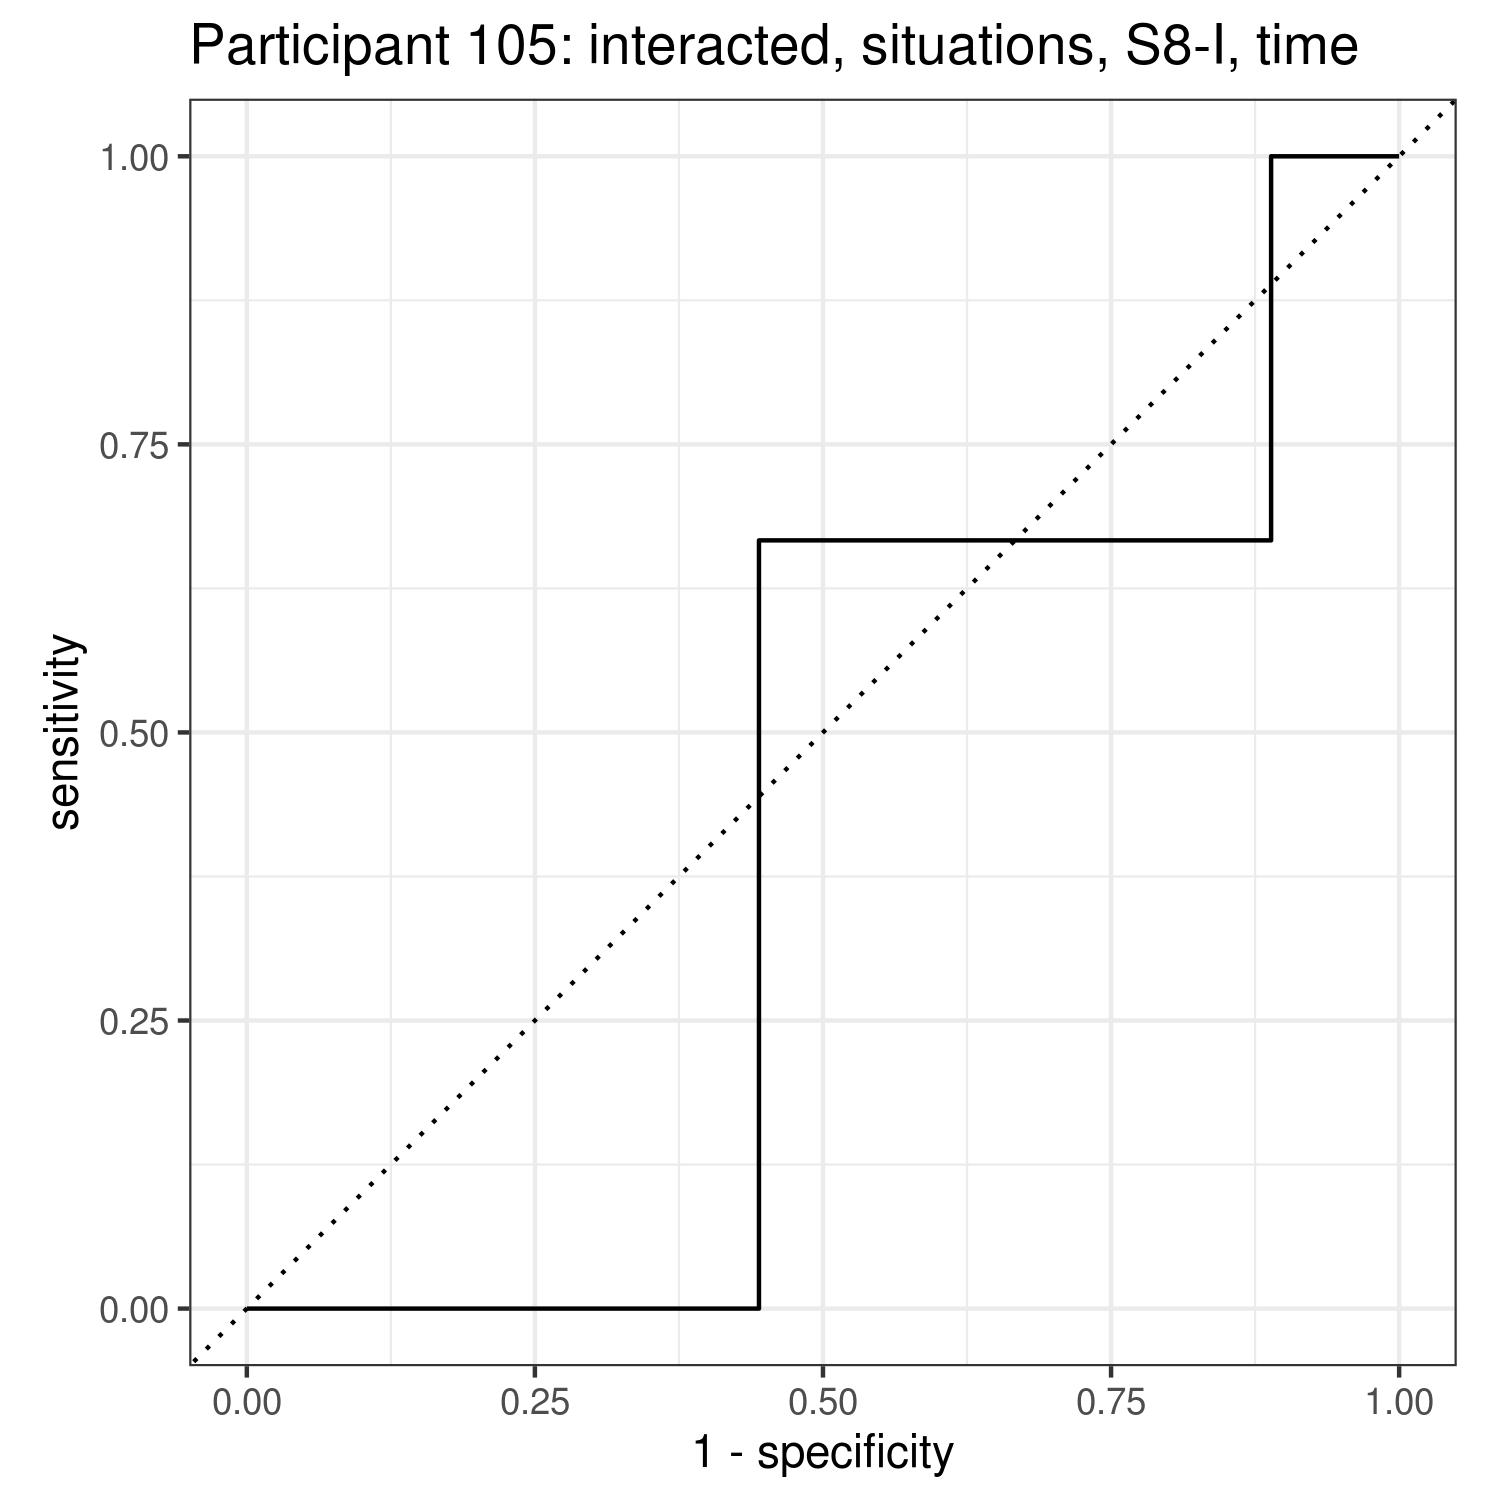 Participant 105: interacted, situations, S8-I, time
1.00
0.75
0.50
0.25
0.00
sensitivity
0.00 0.25 0.50 0.75 1.00
1 - specificity